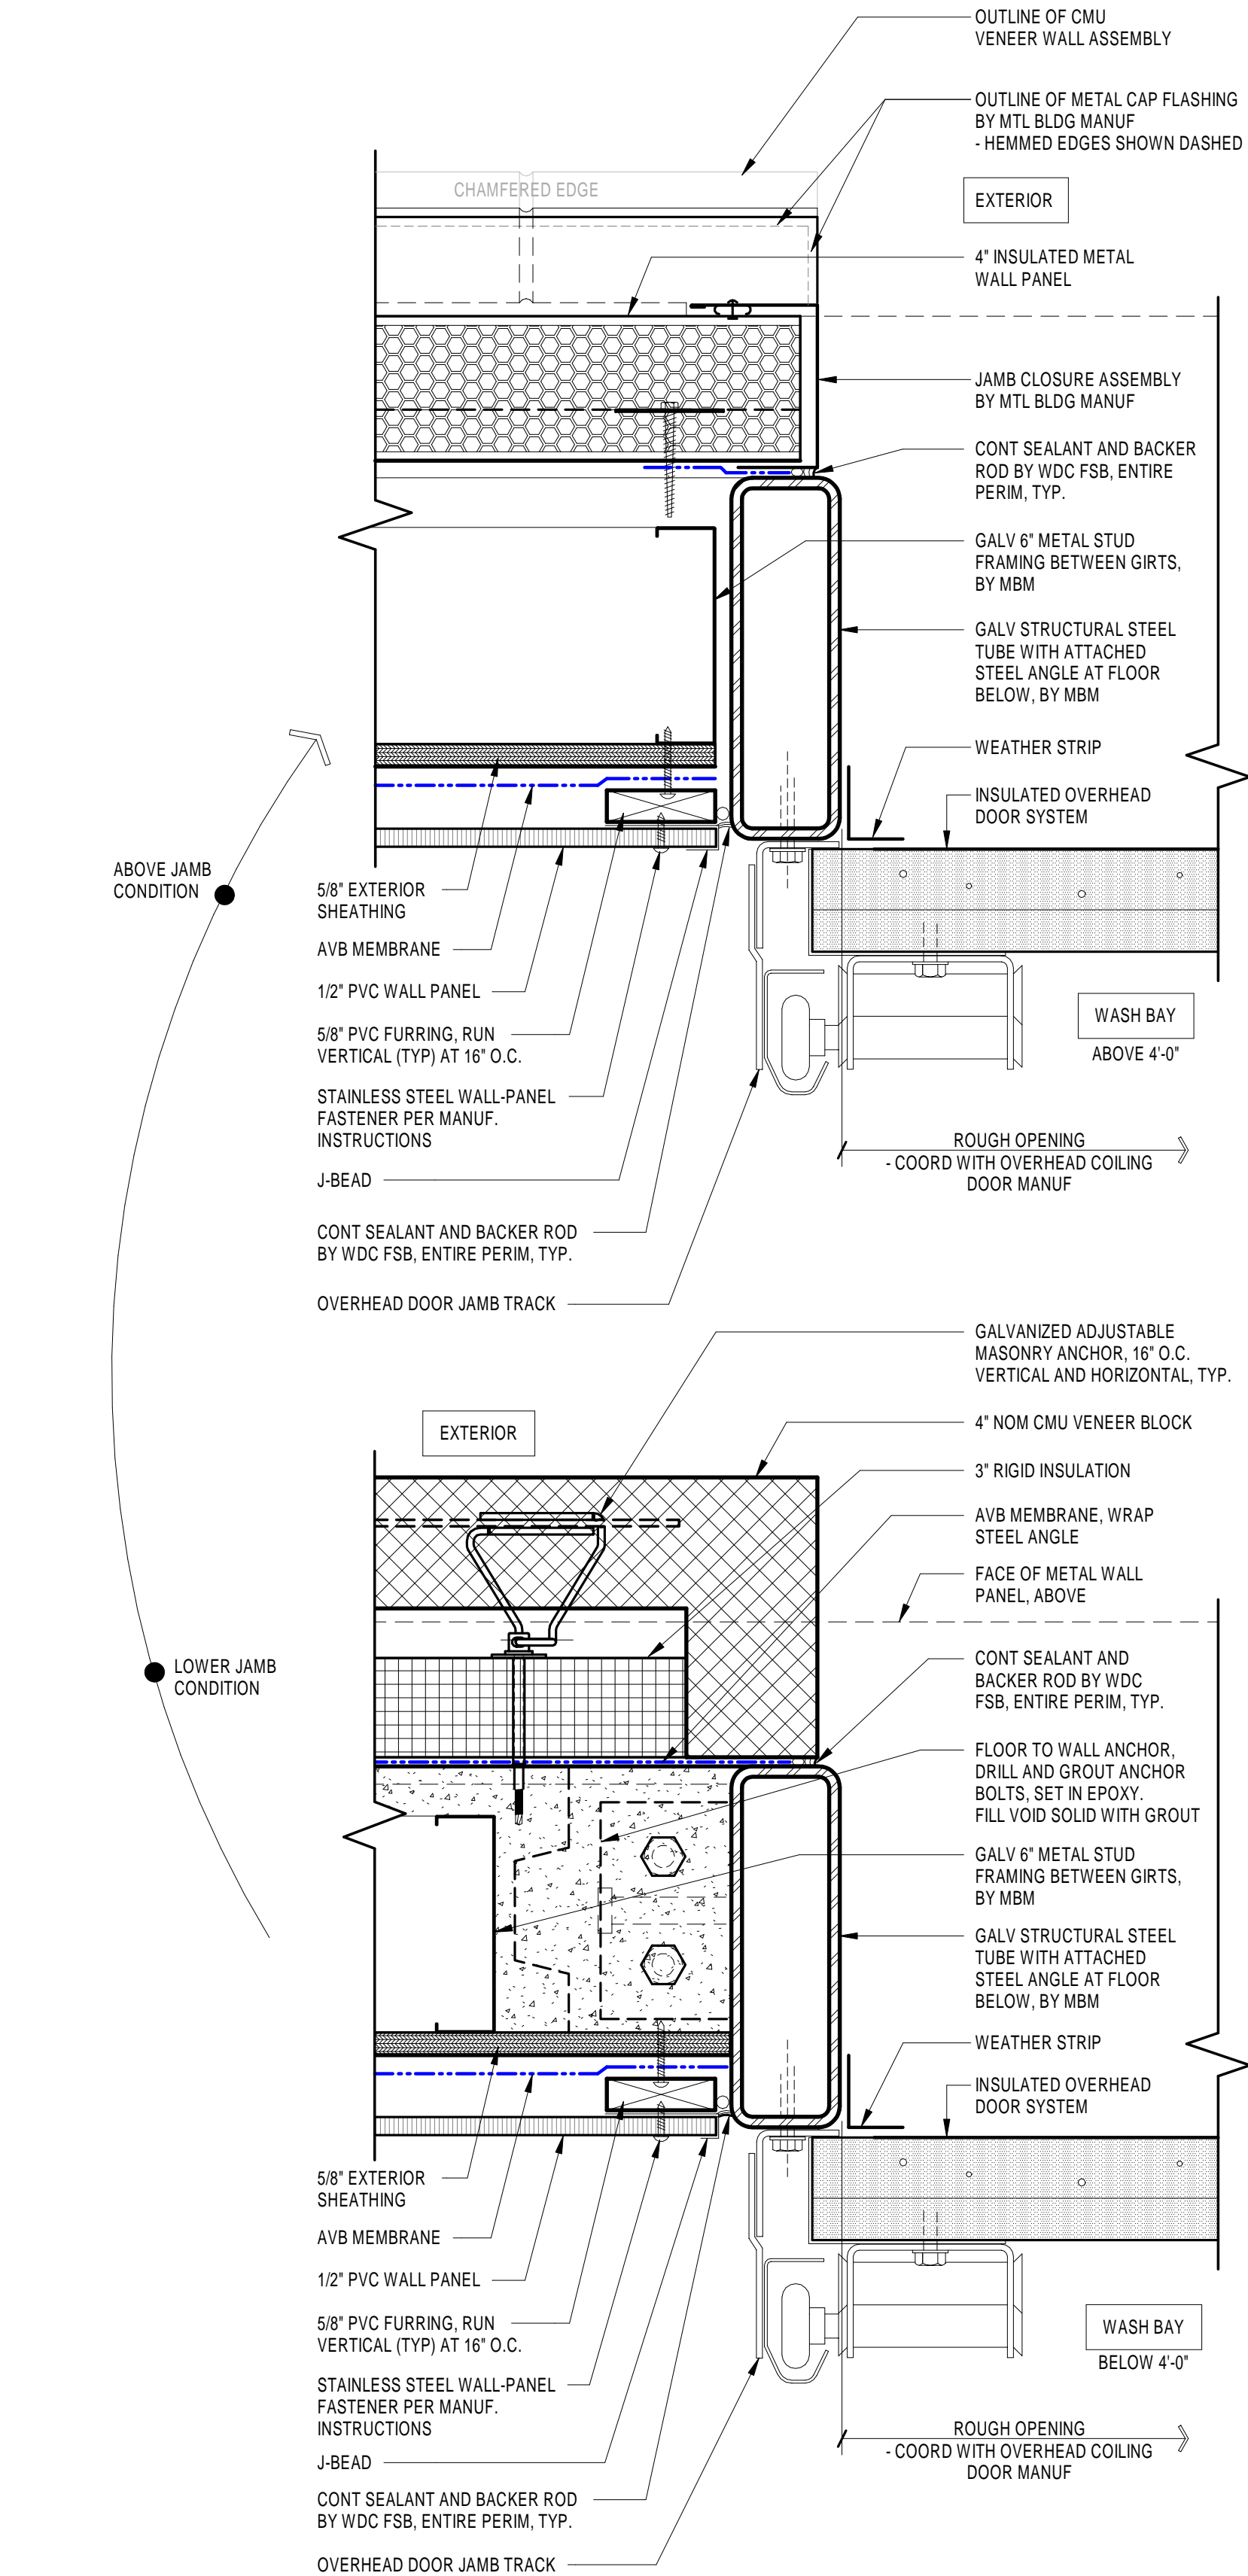 OUTLINE OF CMU
VENEER WALL ASSEMBLY
OUTLINE OF METAL CAP FLASHING
BY MTL BLDG MANUF
- HEMMED EDGES SHOWN DASHED
CHAMFERED EDGE
EXTERIOR
4" INSULATED METAL
WALL PANEL
JAMB CLOSURE ASSEMBLY
BY MTL BLDG MANUF
CONT SEALANT AND BACKER
ROD BY WDC FSB, ENTIRE
PERIM, TYP.
GALV 6" METAL STUD
FRAMING BETWEEN GIRTS,
BY MBM
GALV STRUCTURAL STEEL
TUBE WITH ATTACHED
STEEL ANGLE AT FLOOR
BELOW, BY MBM
WEATHER STRIP
INSULATED OVERHEAD
DOOR SYSTEM
ABOVE JAMB
CONDITION
5/8" EXTERIOR
SHEATHING
AVB MEMBRANE
1/2" PVC WALL PANEL
5/8" PVC FURRING, RUN
VERTICAL (TYP) AT 16" O.C.
STAINLESS STEEL WALL-PANEL
FASTENER PER MANUF.
INSTRUCTIONS
J-BEAD
CONT SEALANT AND BACKER ROD
BY WDC FSB, ENTIRE PERIM, TYP.
OVERHEAD DOOR JAMB TRACK
WASH BAY
ABOVE 4'-0"
ROUGH OPENING
- COORD WITH OVERHEAD COILING
DOOR MANUF
GALVANIZED ADJUSTABLE
MASONRY ANCHOR, 16" O.C.
VERTICAL AND HORIZONTAL, TYP.
EXTERIOR
4" NOM CMU VENEER BLOCK
3" RIGID INSULATION
AVB MEMBRANE, WRAP
STEEL ANGLE
FACE OF METAL WALL
PANEL, ABOVE
LOWER JAMB
CONDITION
CONT SEALANT AND
BACKER ROD BY WDC
FSB, ENTIRE PERIM, TYP.
FLOOR TO WALL ANCHOR,
DRILL AND GROUT ANCHOR
BOLTS, SET IN EPOXY.
FILL VOID SOLID WITH GROUT
GALV 6" METAL STUD
FRAMING BETWEEN GIRTS,
BY MBM
GALV STRUCTURAL STEEL
TUBE WITH ATTACHED
STEEL ANGLE AT FLOOR
BELOW, BY MBM
WEATHER STRIP
INSULATED OVERHEAD
DOOR SYSTEM
5/8" EXTERIOR
SHEATHING
AVB MEMBRANE
1/2" PVC WALL PANEL
5/8" PVC FURRING, RUN
VERTICAL (TYP) AT 16" O.C.
STAINLESS STEEL WALL-PANEL
FASTENER PER MANUF.
INSTRUCTIONS
J-BEAD
CONT SEALANT AND BACKER ROD
BY WDC FSB, ENTIRE PERIM, TYP.
OVERHEAD DOOR JAMB TRACK
WASH BAY
BELOW 4'-0"
ROUGH OPENING
- COORD WITH OVERHEAD COILING
DOOR MANUF